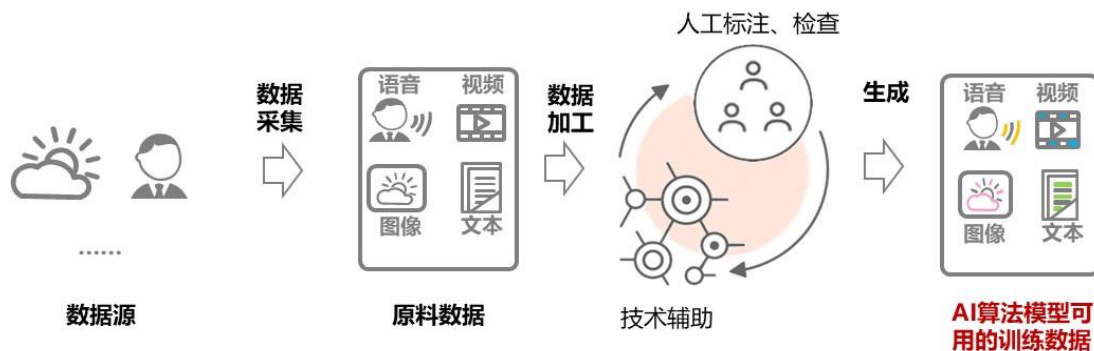 人工标注、检查
数据
采集
语音 视频
图像 文本
数据
加工
生成
语音 视频
图像 文本
......
数据源
原料数据
技术辅助
AI算法模型可
用的训练数据